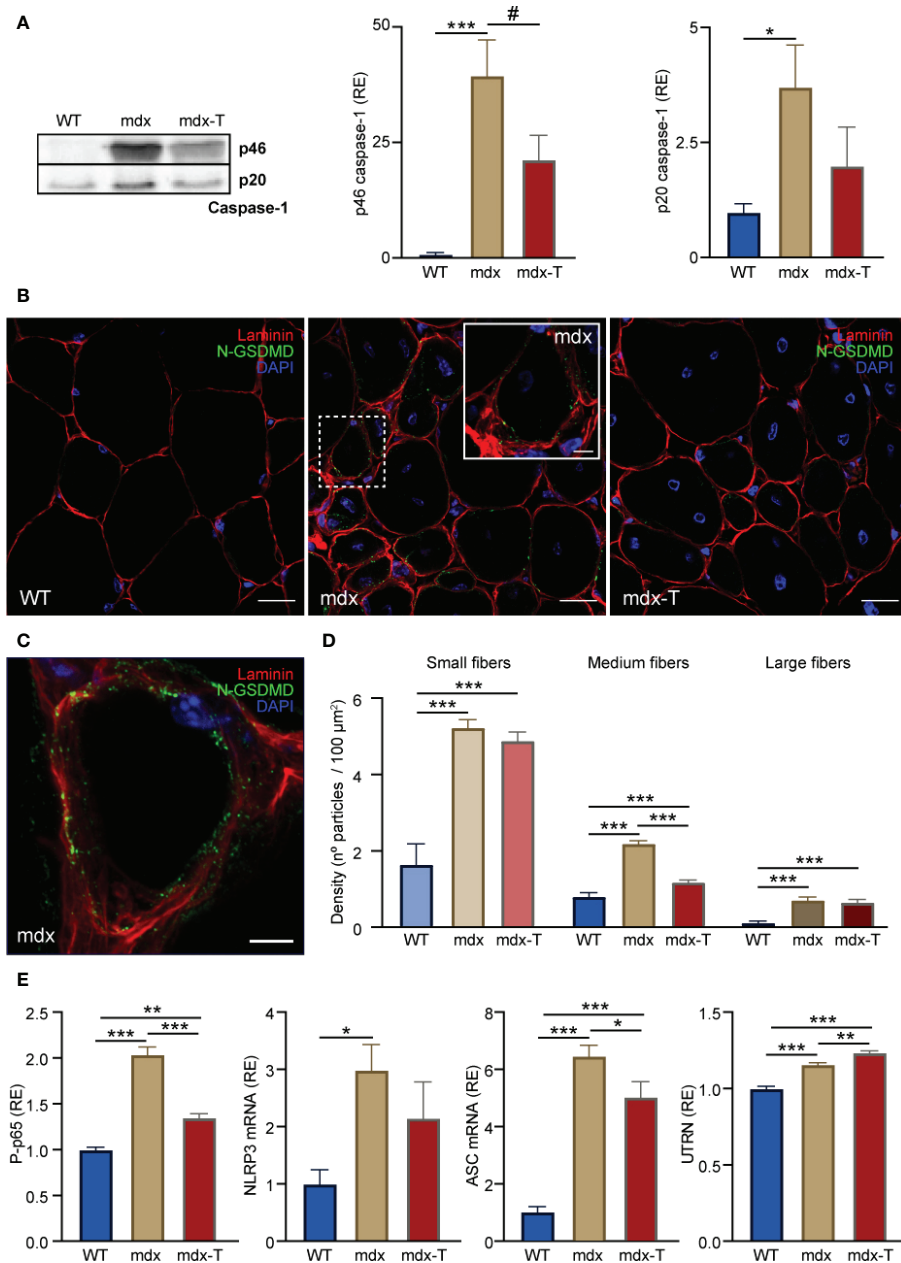 A
WT mdx mdx-T
p46
p20
Caspase-1
p46 caspase-1 (RE)
50
25
0
***
#
WT mdx mdx-T
p20 caspase-1 (RE)
5
2.5
0
*
WT mdx mdx-T
B
Laminin
N-GSDMD
DAPI
WT
mdx
mdx
Laminin
N-GSDMD
DAPI
mdx-T
C
Laminin
N-GSDMD
DAPI
mdx
D
Small fibers Medium fibers Large fibers
Density (nº particles / 100 µm²)
6
4
2
0
***
***
***
***
***
***
***
WT mdx mdx-T WT mdx mdx-T WT mdx mdx-T
E
P-p65 (RE)
2.5
2.0
1.5
1.0
0.5
0.0
**
*** ***
WT mdx mdx-T
NLRP3 mRNA (RE)
4
3
2
1
0
*
WT mdx mdx-T
ASC mRNA (RE)
8
6
4
2
0
***
*** *
WT mdx mdx-T
UTRN (RE)
1.5
1.0
0.5
0.0
***
*** **
WT mdx mdx-T